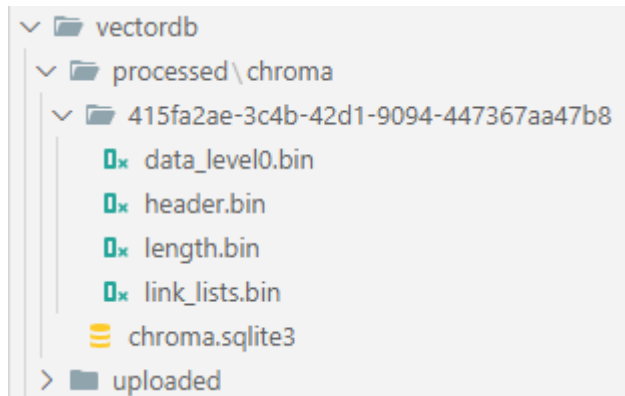 vectordb
processed\chroma
415fa2ae-3c4b-42d1-9094-447367aa47b8
data_level0.bin
header.bin
length.bin
link_lists.bin
chroma.sqlite3
uploaded